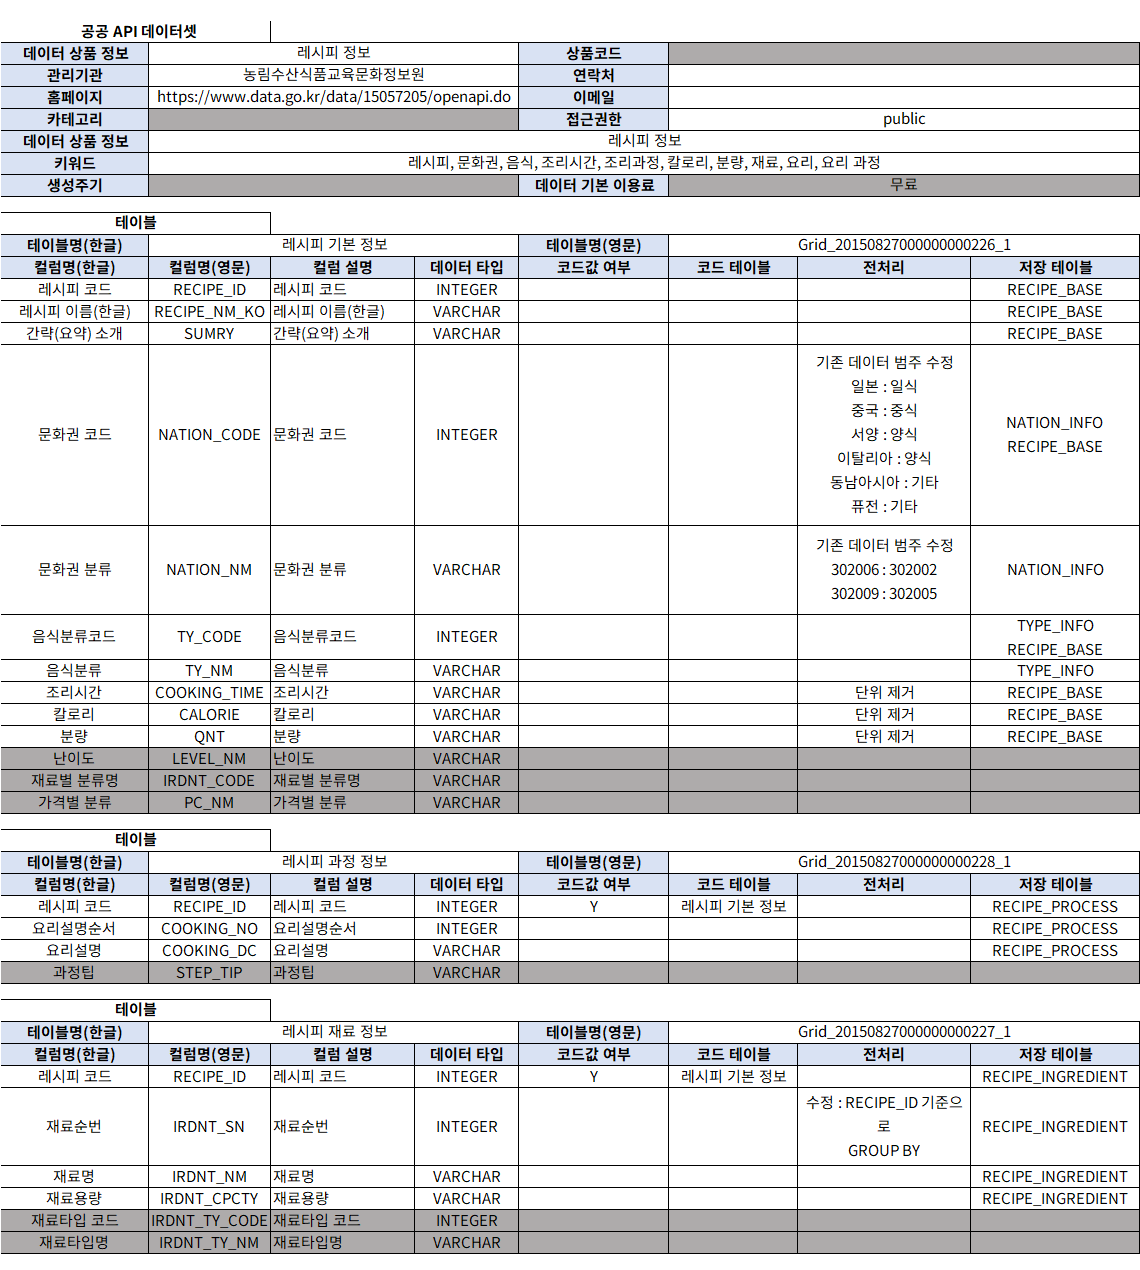 공공 API 데이터셋
데이터 상품 정보 레시피 정보 상품코드
관리기관 농림수산식품교육문화정보원 연락처
홈페이지 https://www.data.go.kr/data/15057205/openapi.do 이메일
카테고리 접근권한 public
데이터 상품 정보 레시피 정보
키워드 레시피, 문화권, 음식, 조리시간, 조리과정, 칼로리, 분량, 재료, 요리, 요리 과정
생성주기 데이터 기본 이용료 무료
테이블
테이블명(한글) 레시피 기본 정보 테이블명(영문) Grid_20150827000000000226_1
컬럼명(한글) 컬럼명(영문) 컬럼 설명 데이터 타입 코드값 여부 코드 테이블 전처리 저장 테이블
레시피 코드 RECIPE_ID 레시피 코드 INTEGER RECIPE_BASE
레시피 이름(한글) RECIPE_NM_KO 레시피 이름(한글) VARCHAR RECIPE_BASE
간략(요약) 소개 SUMRY 간략(요약) 소개 VARCHAR RECIPE_BASE
문화권 코드 NATION_CODE 문화권 코드 INTEGER
기존 데이터 범주 수정
일본 : 일식
중국 : 중식
서양 : 양식
이탈리아 : 양식
동남아시아 : 기타
퓨전 : 기타
NATION_INFO
RECIPE_BASE
문화권 분류 NATION_NM 문화권 분류 VARCHAR
기존 데이터 범주 수정
302006 : 302002
302009 : 302005
NATION_INFO
음식분류코드 TY_CODE 음식분류코드 INTEGER
TYPE_INFO
RECIPE_BASE
음식분류 TY_NM 음식분류 VARCHAR TYPE_INFO
조리시간 COOKING_TIME 조리시간 VARCHAR 단위 제거 RECIPE_BASE
칼로리 CALORIE 칼로리 VARCHAR 단위 제거 RECIPE_BASE
분량 QNT 분량 VARCHAR 단위 제거 RECIPE_BASE
난이도 LEVEL_NM 난이도 VARCHAR
재료별 분류명 IRDNT_CODE 재료별 분류명 VARCHAR
가격별 분류 PC_NM 가격별 분류 VARCHAR
테이블
테이블명(한글) 레시피 과정 정보 테이블명(영문) Grid_20150827000000000228_1
컬럼명(한글) 컬럼명(영문) 컬럼 설명 데이터 타입 코드값 여부 코드 테이블 전처리 저장 테이블
레시피 코드 RECIPE_ID 레시피 코드 INTEGER Y 레시피 기본 정보 RECIPE_PROCESS
요리설명순서 COOKING_NO 요리설명순서 INTEGER RECIPE_PROCESS
요리설명 COOKING_DC 요리설명 VARCHAR RECIPE_PROCESS
과정팁 STEP_TIP 과정팁 VARCHAR
테이블
테이블명(한글) 레시피 재료 정보 테이블명(영문) Grid_20150827000000000227_1
컬럼명(한글) 컬럼명(영문) 컬럼 설명 데이터 타입 코드값 여부 코드 테이블 전처리 저장 테이블
레시피 코드 RECIPE_ID 레시피 코드 INTEGER Y 레시피 기본 정보 RECIPE_INGREDIENT
재료순번 IRDNT_SN 재료순번 INTEGER
수정 : RECIPE_ID 기준으
로
GROUP BY
RECIPE_INGREDIENT
재료명 IRDNT_NM 재료명 VARCHAR RECIPE_INGREDIENT
재료용량 IRDNT_CPCTY 재료용량 VARCHAR RECIPE_INGREDIENT
재료타입 코드 IRDNT_TY_CODE 재료타입 코드 INTEGER
재료타입명 IRDNT_TY_NM 재료타입명 VARCHAR